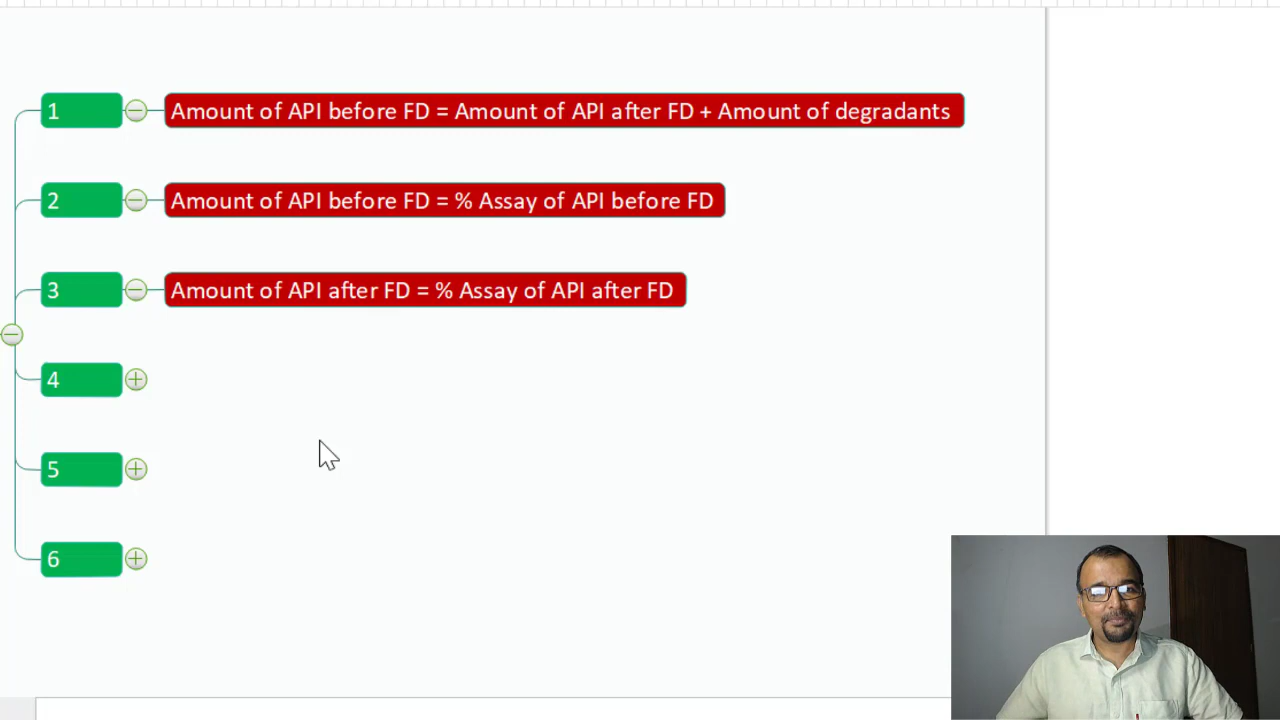 1
Amount of API before FD = Amount of API after FD + Amount of degradants
2
Amount of API before FD = % Assay of API before FD
3
Amount of API after FD = % Assay of API after FD
4
5
6